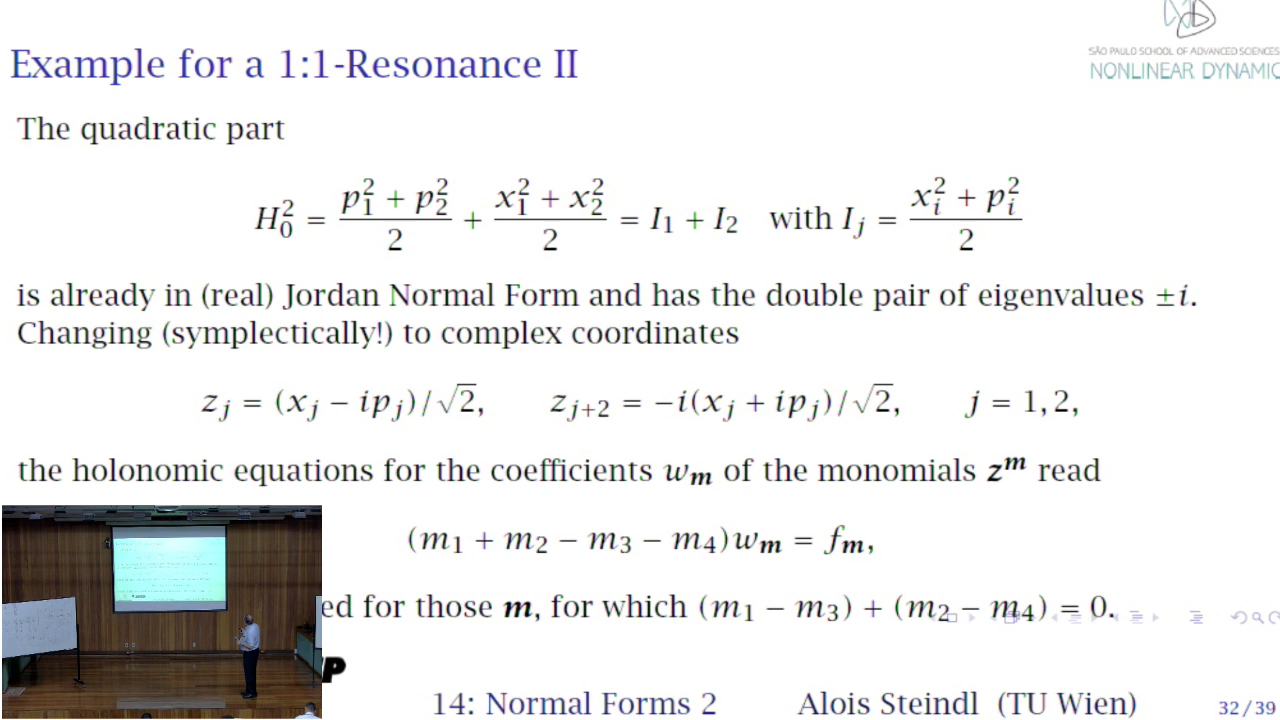 SÃO PAULO SCHOOL OF ADVANCED SCIENCES
NONLINEAR DYNAMIC
Example for a 1:1-Resonance II
The quadratic part
H_0^2 = (p_1^2 + p_2^2)/2 + (x_1^2 + x_2^2)/2 = I_1 + I_2 with I_j = (x_i^2 + p_i^2)/2
is already in (real) Jordan Normal Form and has the double pair of eigenvalues ±i.
Changing (symplectically!) to complex coordinates
z_j = (x_j − ip_j)/√2, z_{j+2} = −i(x_j + ip_j)/√2, j = 1, 2,
the holonomic equations for the coefficients w_m of the monomials z^m read
(m_1 + m_2 − m_3 − m_4)w_m = f_m,
ed for those m, for which (m_1 − m_3) + (m_2 − m_4) = 0.
P
14: Normal Forms 2 Alois Steindl (TU Wien) 32/39